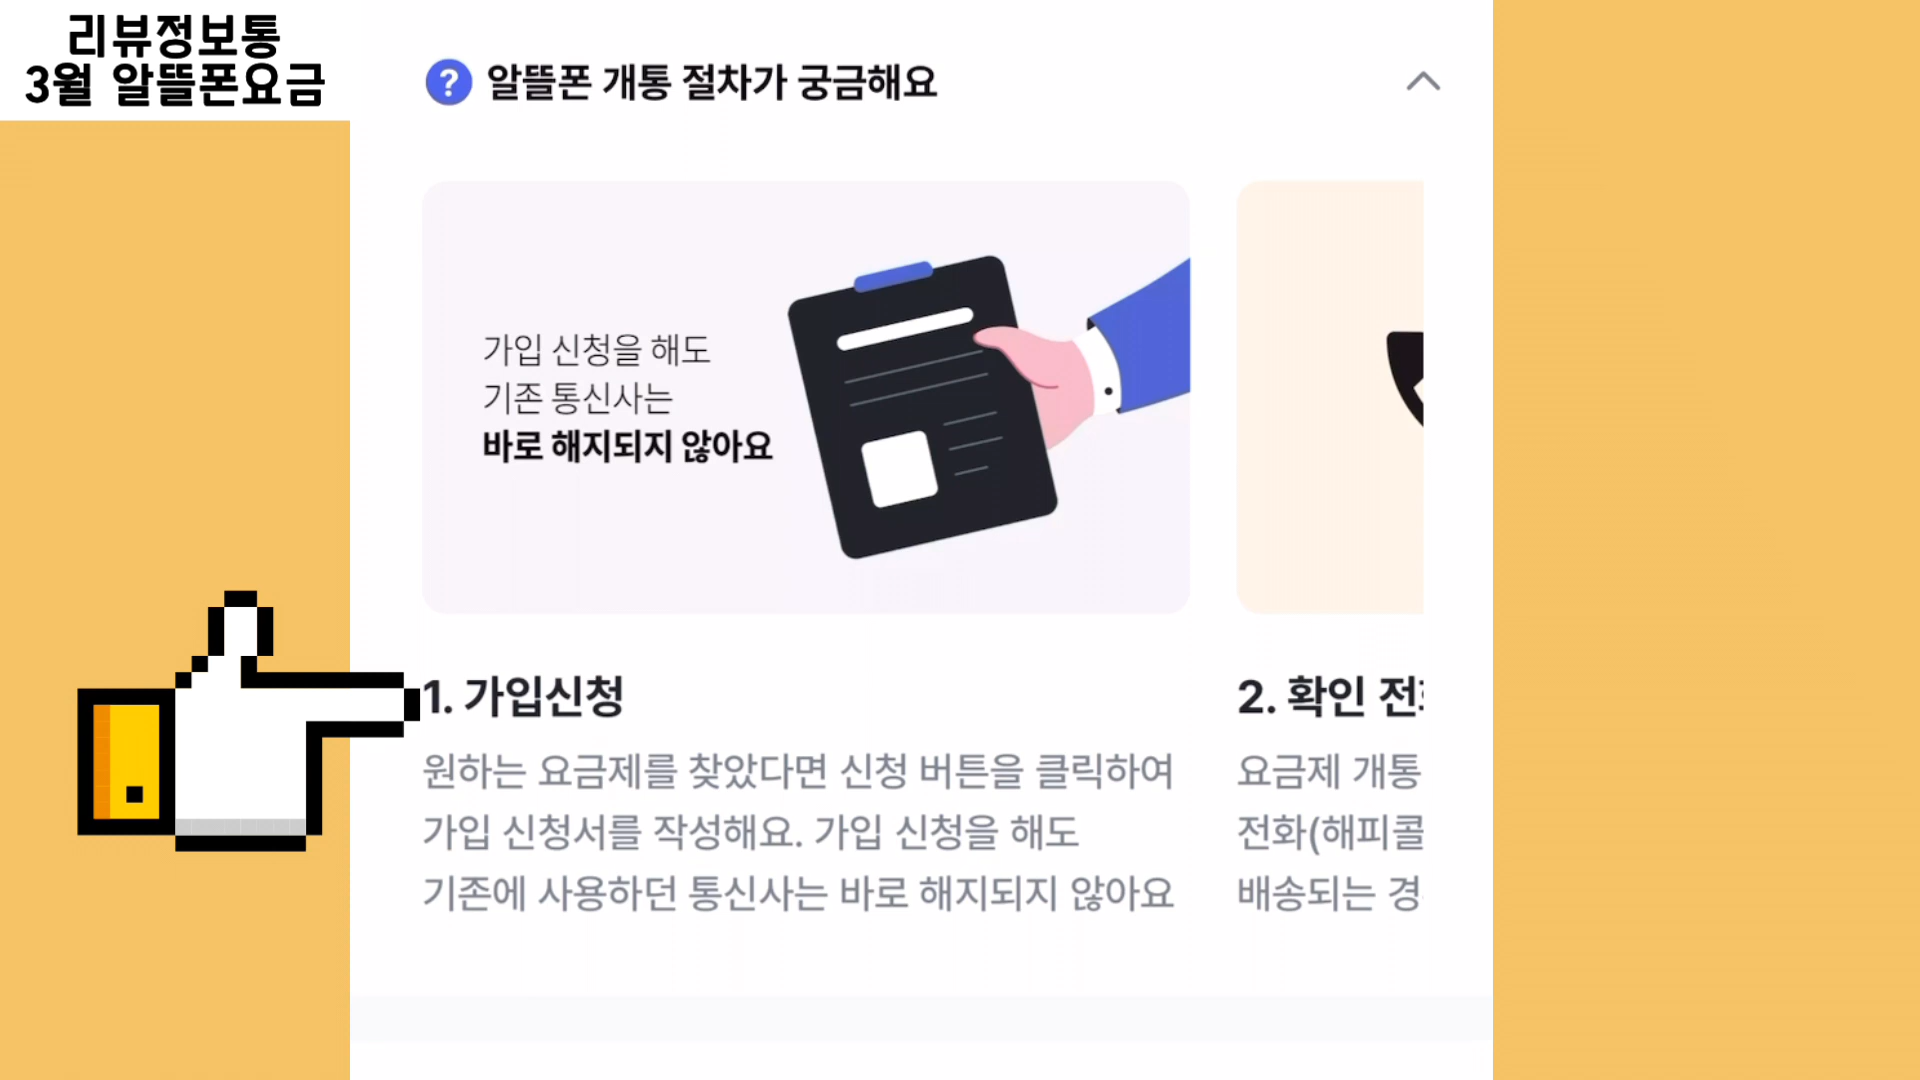 리뷰정보통
3월 알뜰폰요금
? 알뜰폰 개통 절차가 궁금해요
가입 신청을 해도
기존 통신사는
바로 해지되지 않아요
1. 가입신청
원하는 요금제를 찾았다면 신청 버튼을 클릭하여
가입 신청서를 작성해요. 가입 신청을 해도
기존에 사용하던 통신사는 바로 해지되지 않아요
2. 확인
요금제 개통
전화(해피콜
배송되는 경